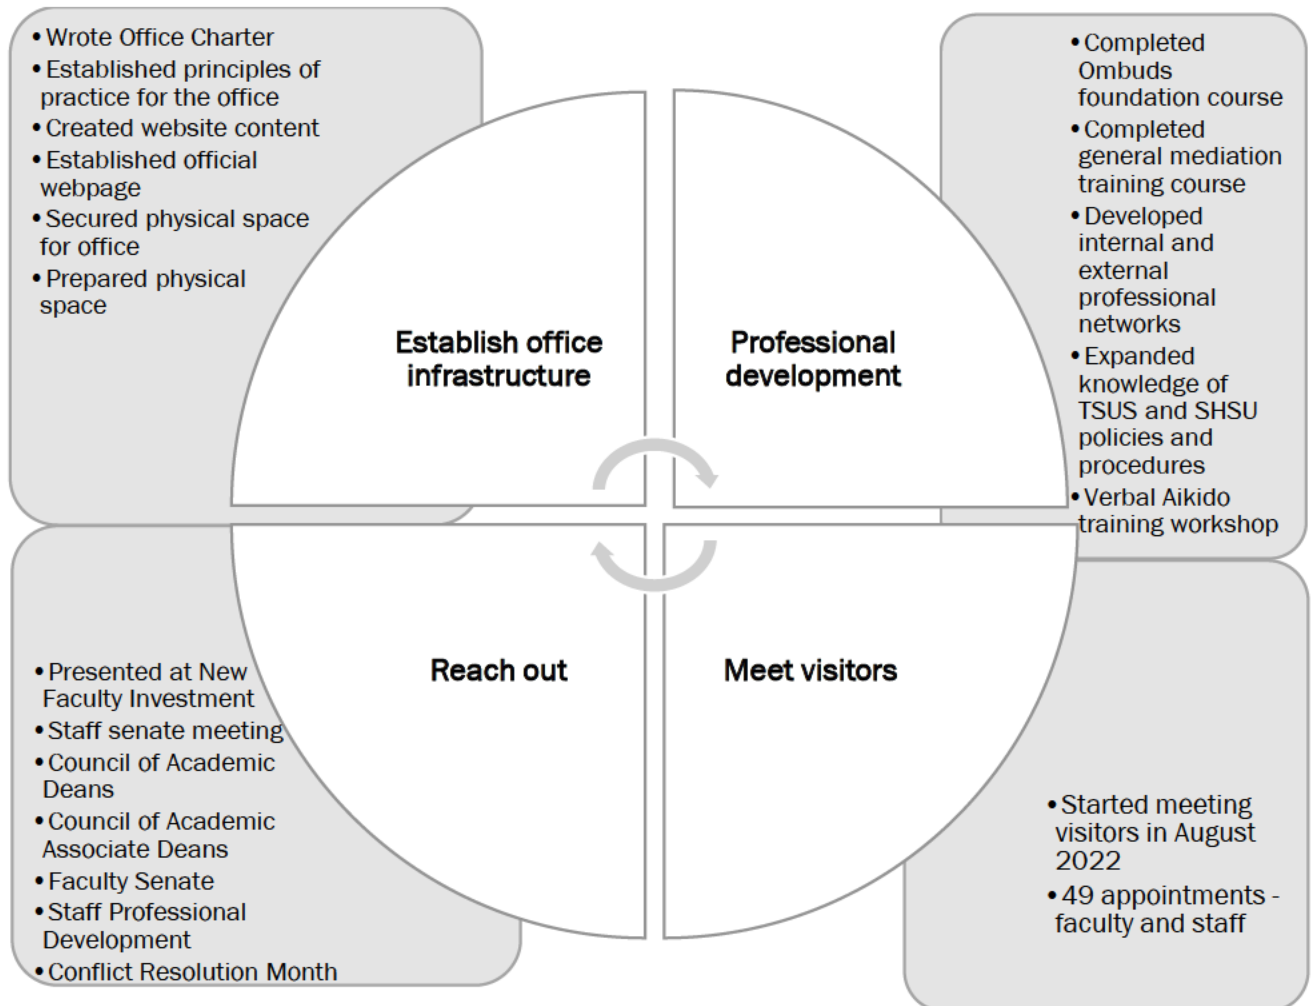 • Wrote Office Charter
• Established principles of
practice for the office
• Created website content
• Established official
webpage
• Secured physical space
for office
• Prepared physical
space
Establish office
infrastructure
Professional
development
• Completed
Ombuds
foundation course
• Completed
general mediation
training course
• Developed
internal and
external
professional
networks
• Expanded
knowledge of
TSUS and SHSU
policies and
procedures
• Verbal Aikido
training workshop
• Presented at New
Faculty Investment
• Staff senate meeting
• Council of Academic
Deans
• Council of Academic
Associate Deans
• Faculty Senate
• Staff Professional
Development
• Conflict Resolution Month
Reach out
Meet visitors
• Started meeting
visitors in August
2022
• 49 appointments -
faculty and staff